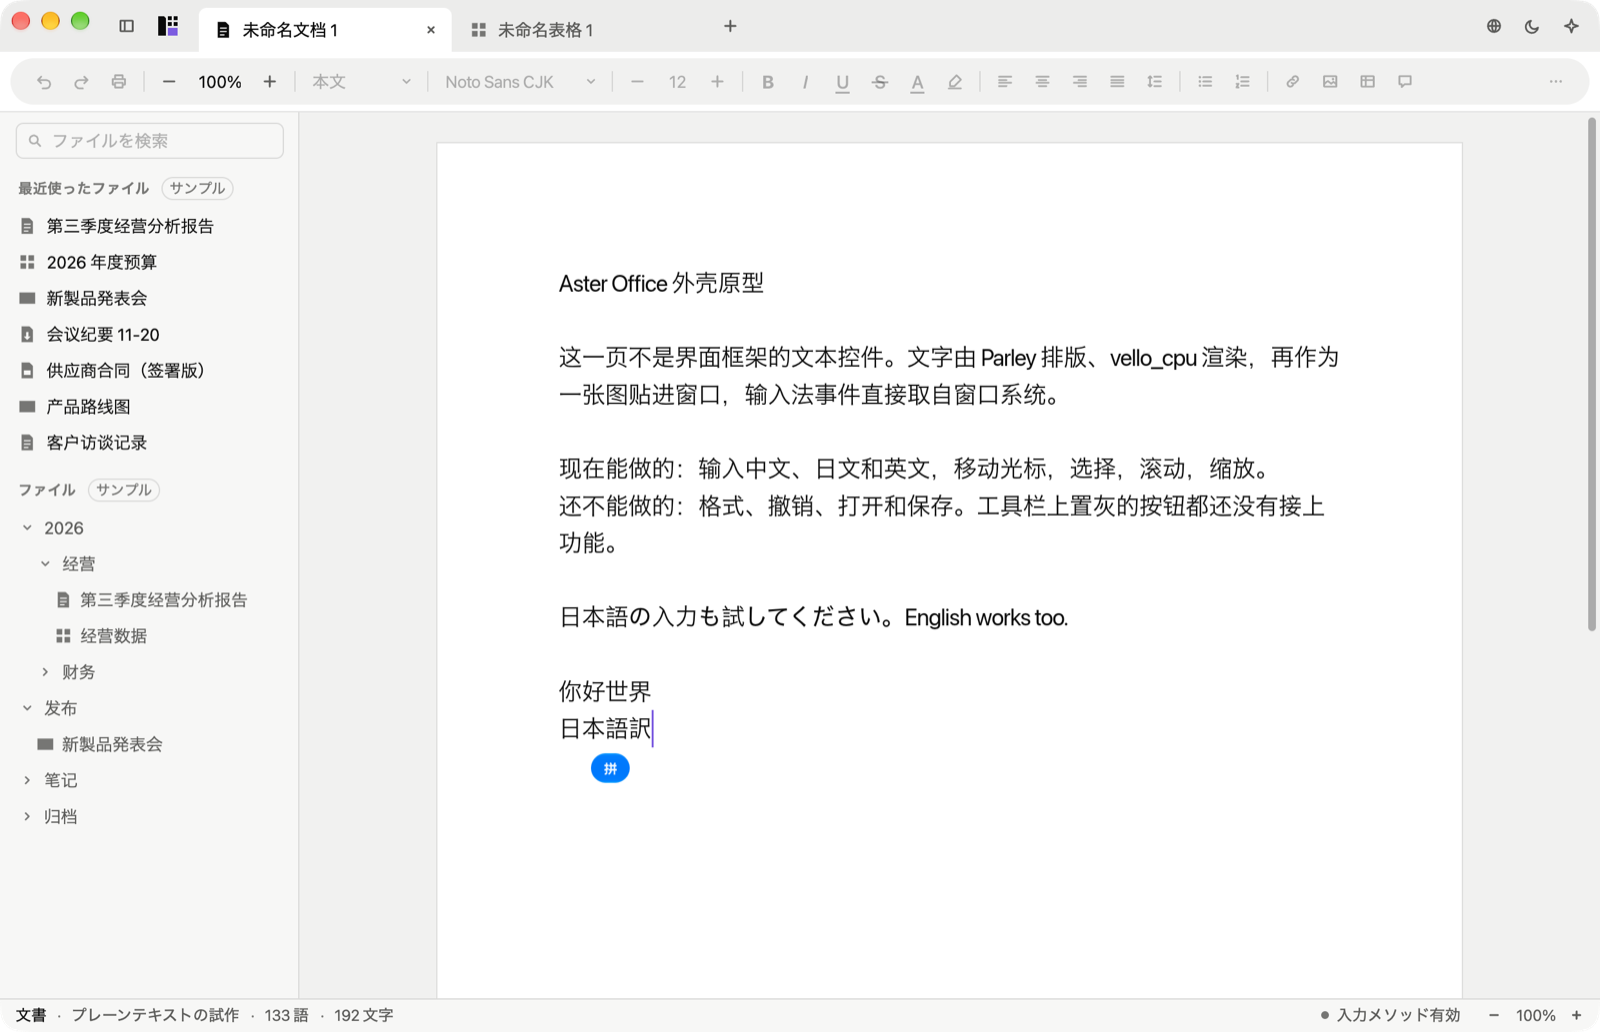 未命名文档 1
未命名表格 1
100%
本文
Noto Sans CJK
12
B I U S A
ファイルを検索
最近使ったファイル サンプル
第三季度经营分析报告
2026 年度预算
新製品発表会
会议纪要 11-20
供应商合同（签署版）
产品路线图
客户访谈记录
ファイル サンプル
2026
经营
第三季度经营分析报告
经营数据
财务
发布
新製品発表会
笔记
归档
Aster Office 外壳原型
这一页不是界面框架的文本控件。文字由 Parley 排版、vello_cpu 渲染，再作为
一张图贴进窗口，输入法事件直接取自窗口系统。
现在能做的：输入中文、日文和英文，移动光标，选择，滚动，缩放。
还不能做的：格式、撤销、打开和保存。工具栏上置灰的按钮都还没有接上
功能。
日本語の入力も試してください。English works too.
你好世界
日本語訳
拼
文書 · プレーンテキストの試作 · 133 語 · 192 文字
入力メソッド有効
100%